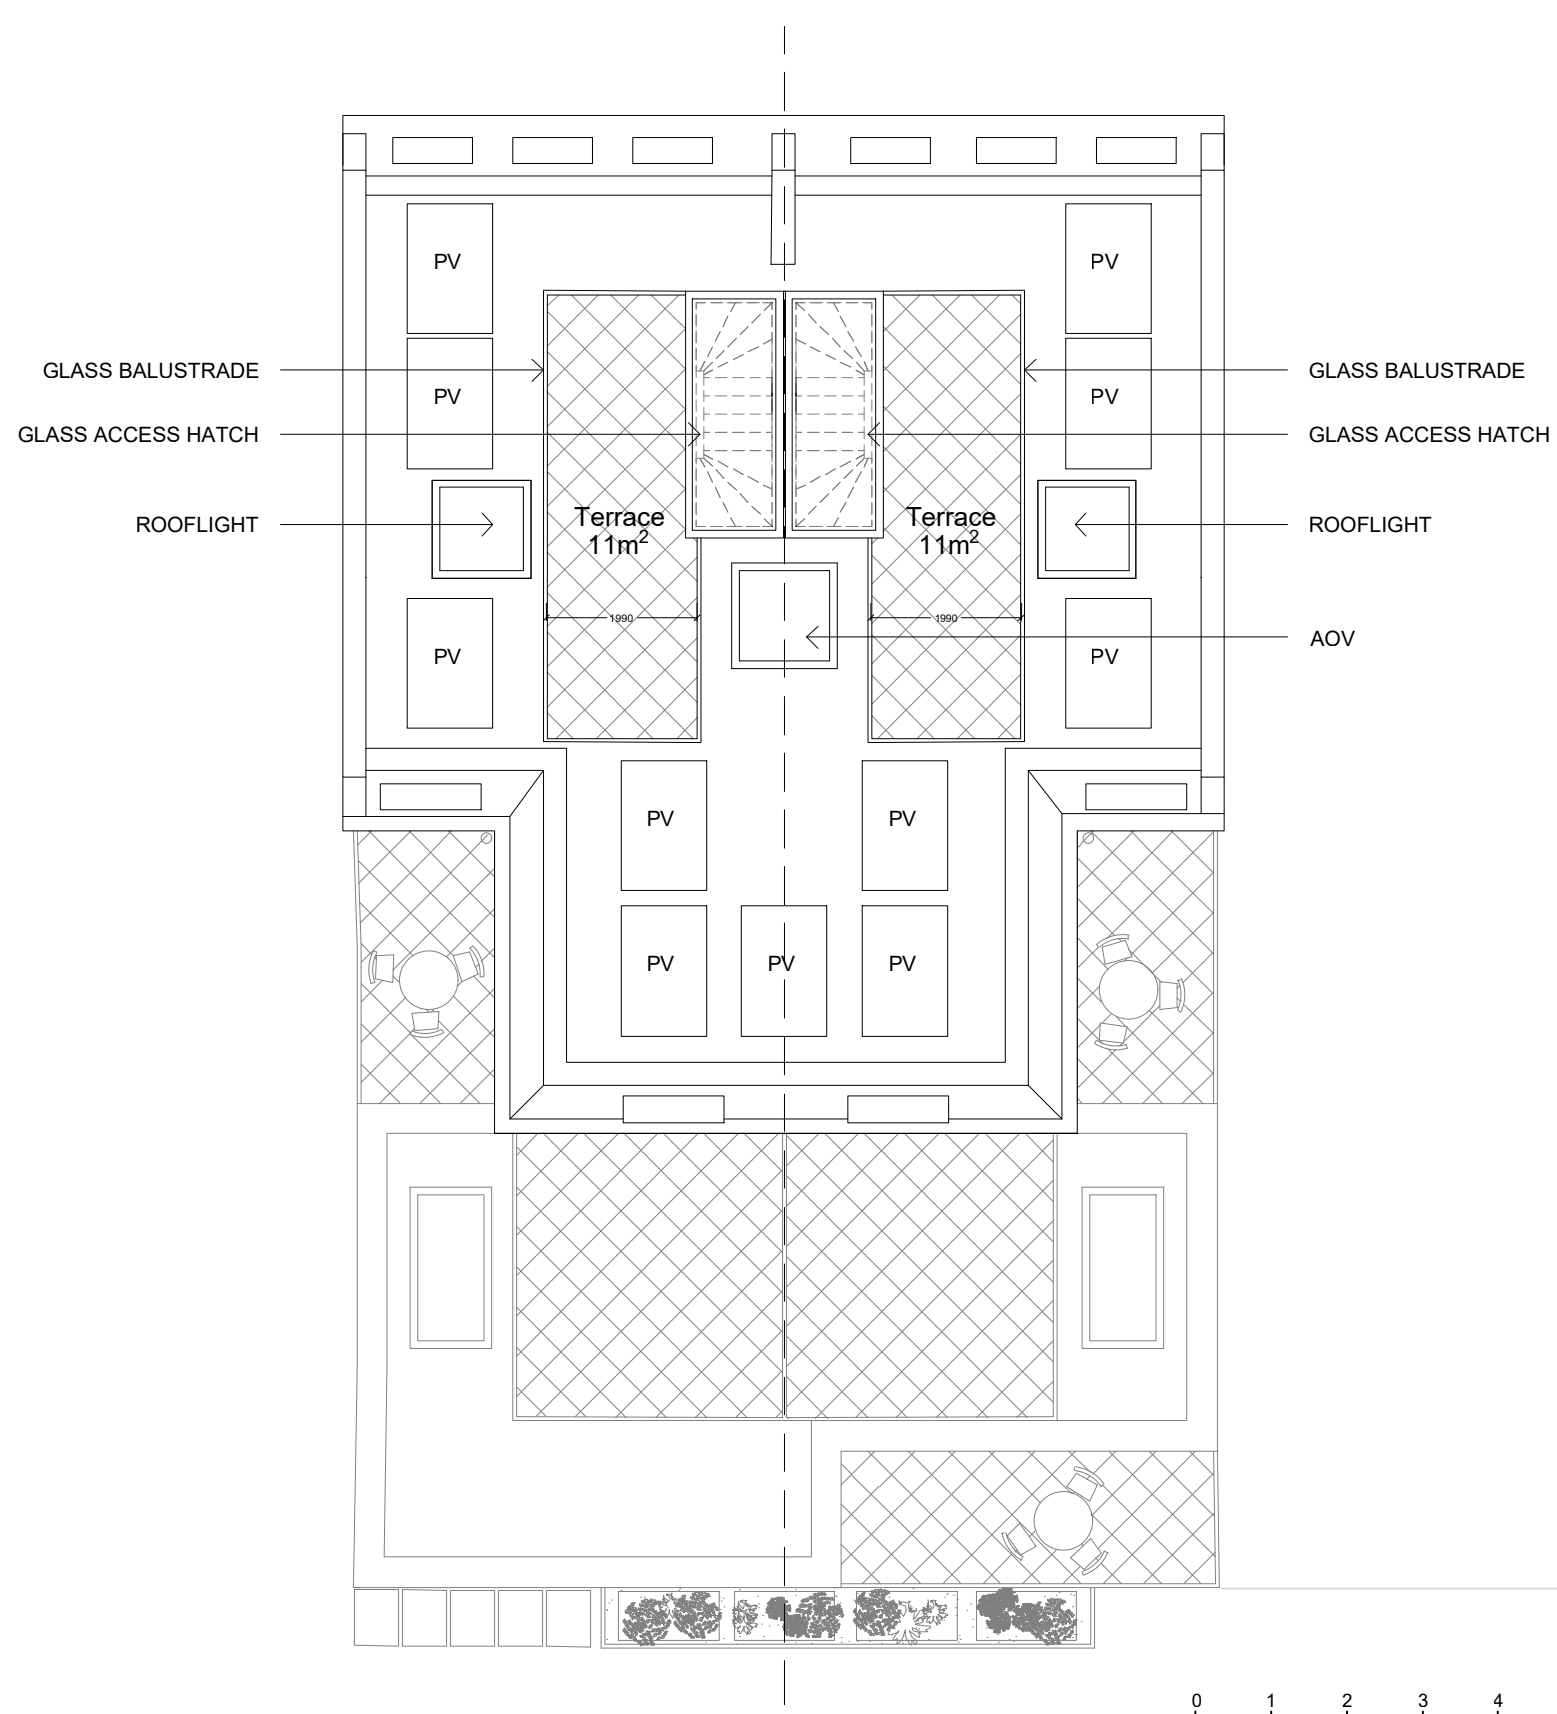 PV
PV
GLASS BALUSTRADE
GLASS BALUSTRADE
PV
PV
GLASS ACCESS HATCH
GLASS ACCESS HATCH
Terrace
11m²
Terrace
11m²
ROOFLIGHT
ROOFLIGHT
1990
1990
AOV
PV
PV
PV
PV
PV
PV
PV
0 1 2 3 4